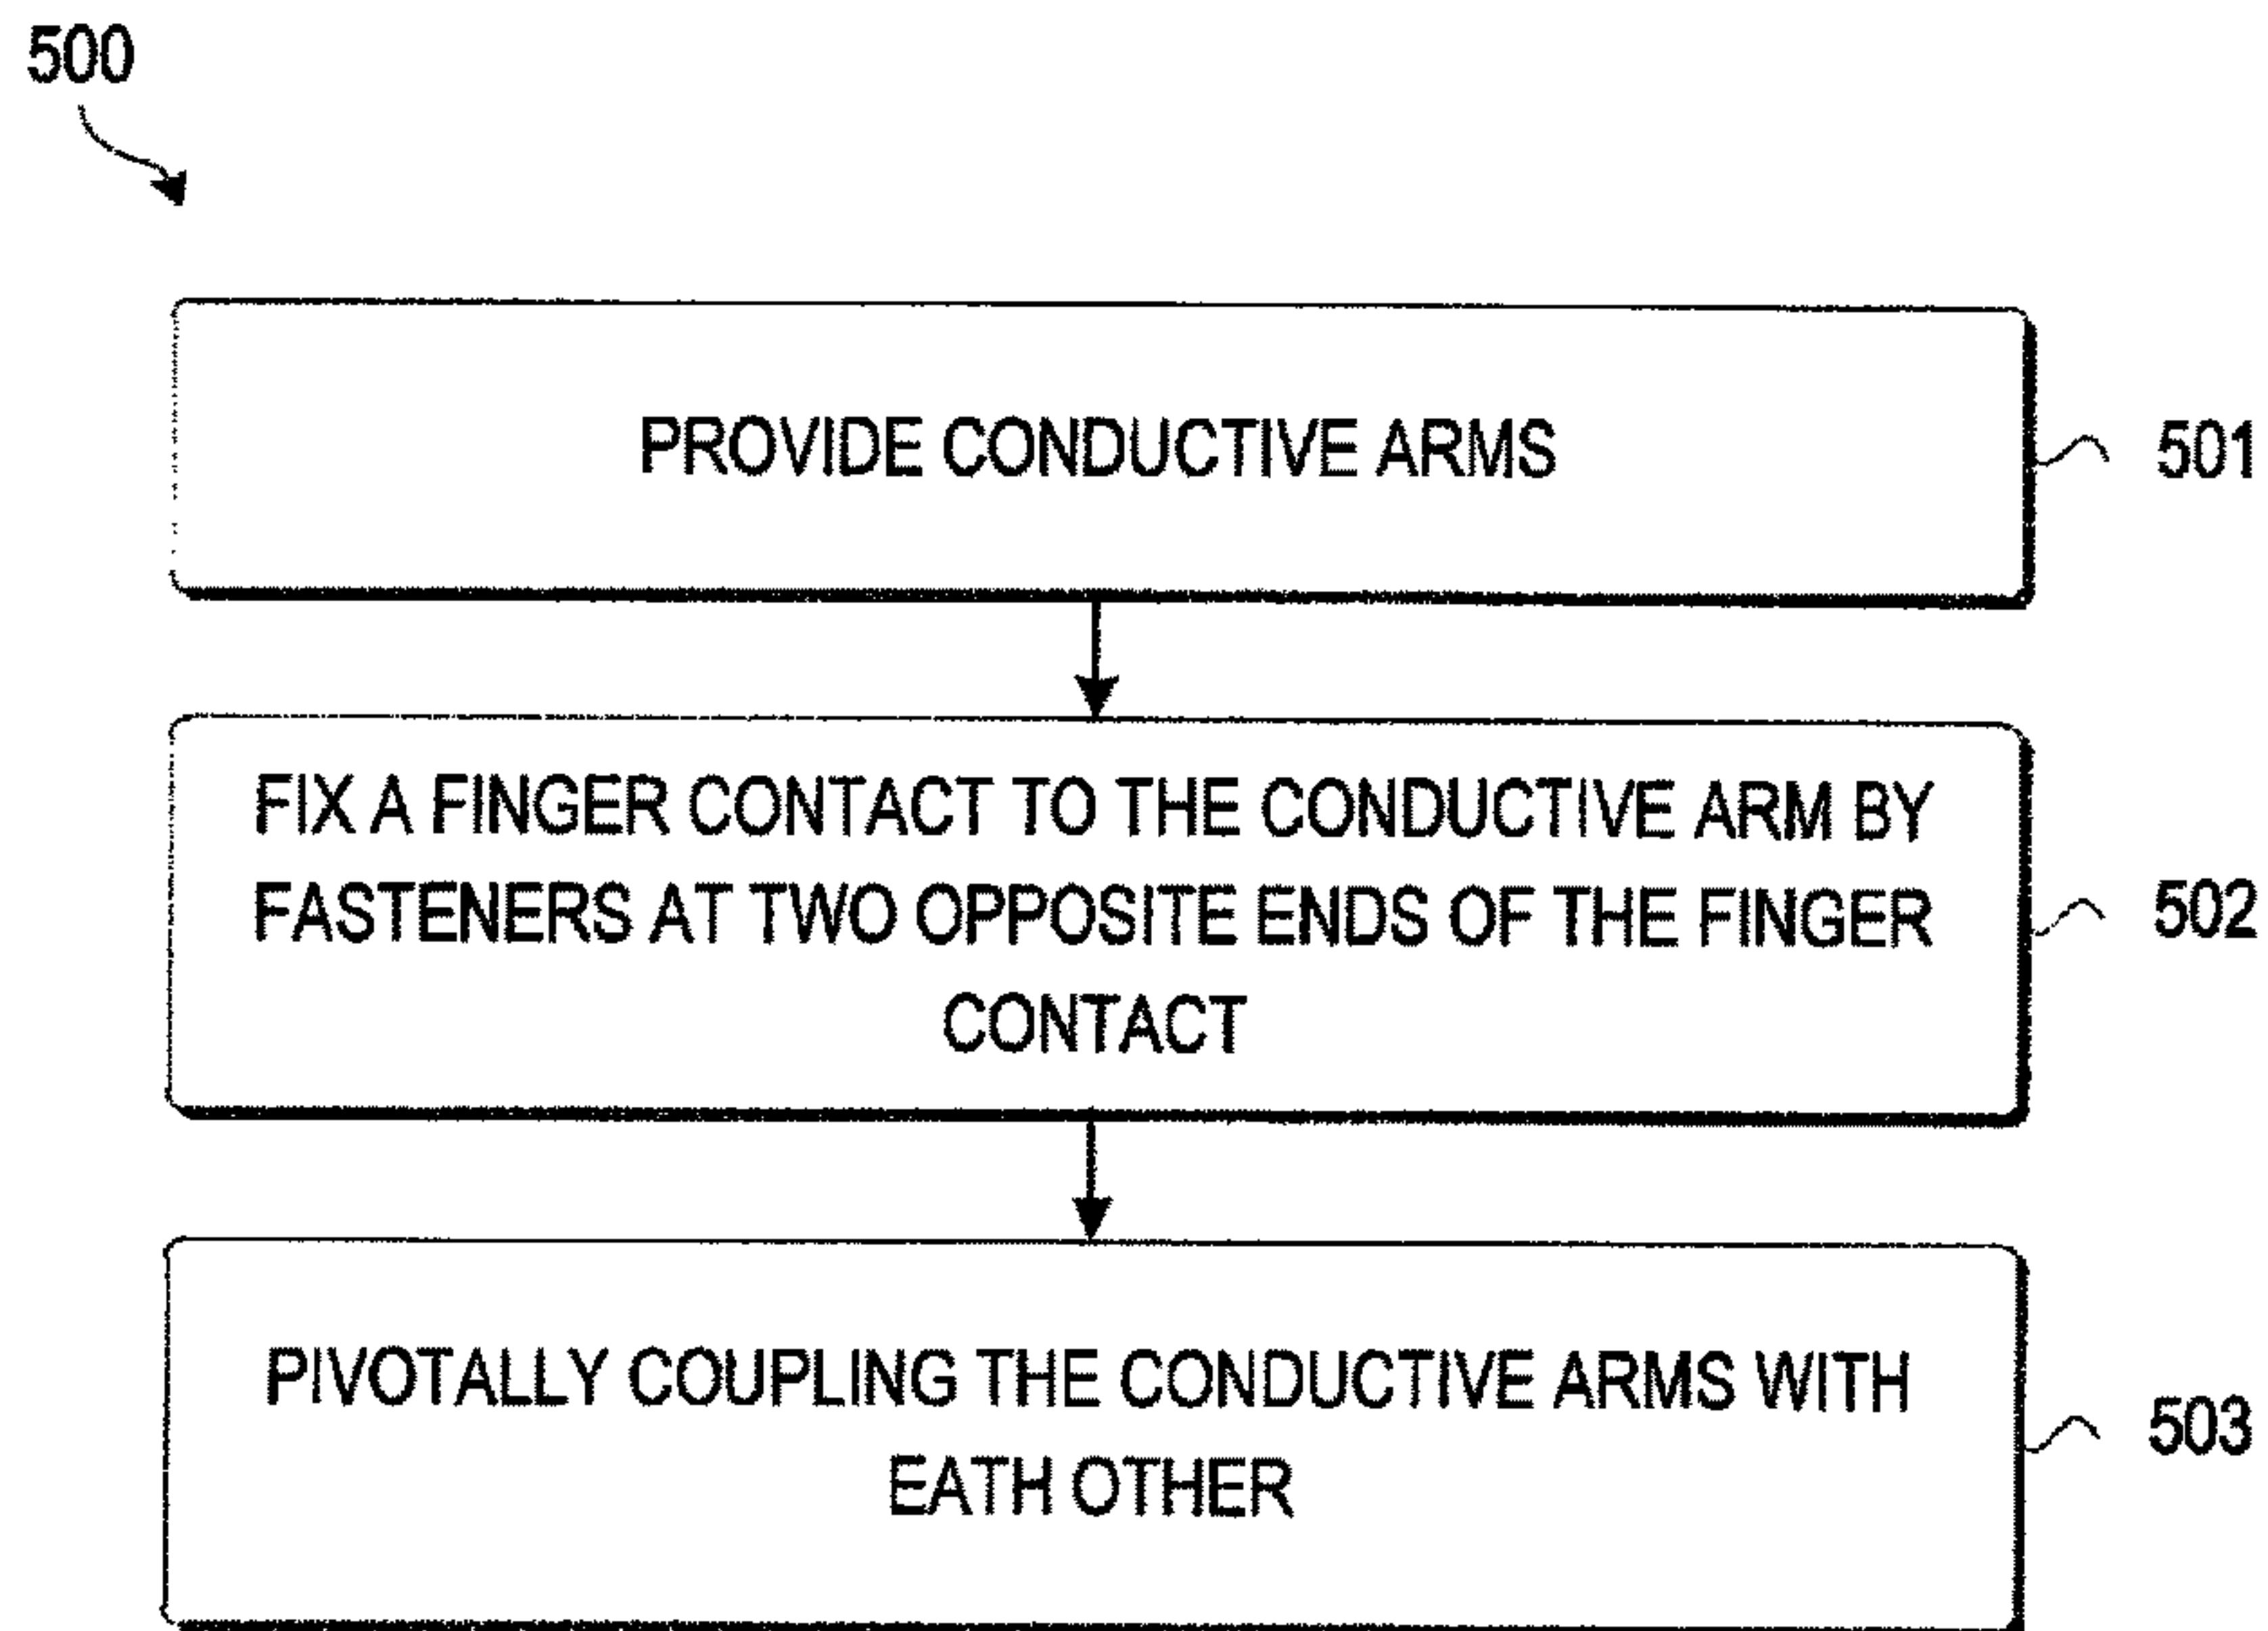 500
PROVIDE CONDUCTIVE ARMS
501
FIX A FINGER CONTACT TO THE CONDUCTIVE ARM BY
FASTENERS AT TWO OPPOSITE ENDS OF THE FINGER
CONTACT
502
PIVOTALLY COUPLING THE CONDUCTIVE ARMS WITH
EATH OTHER
503